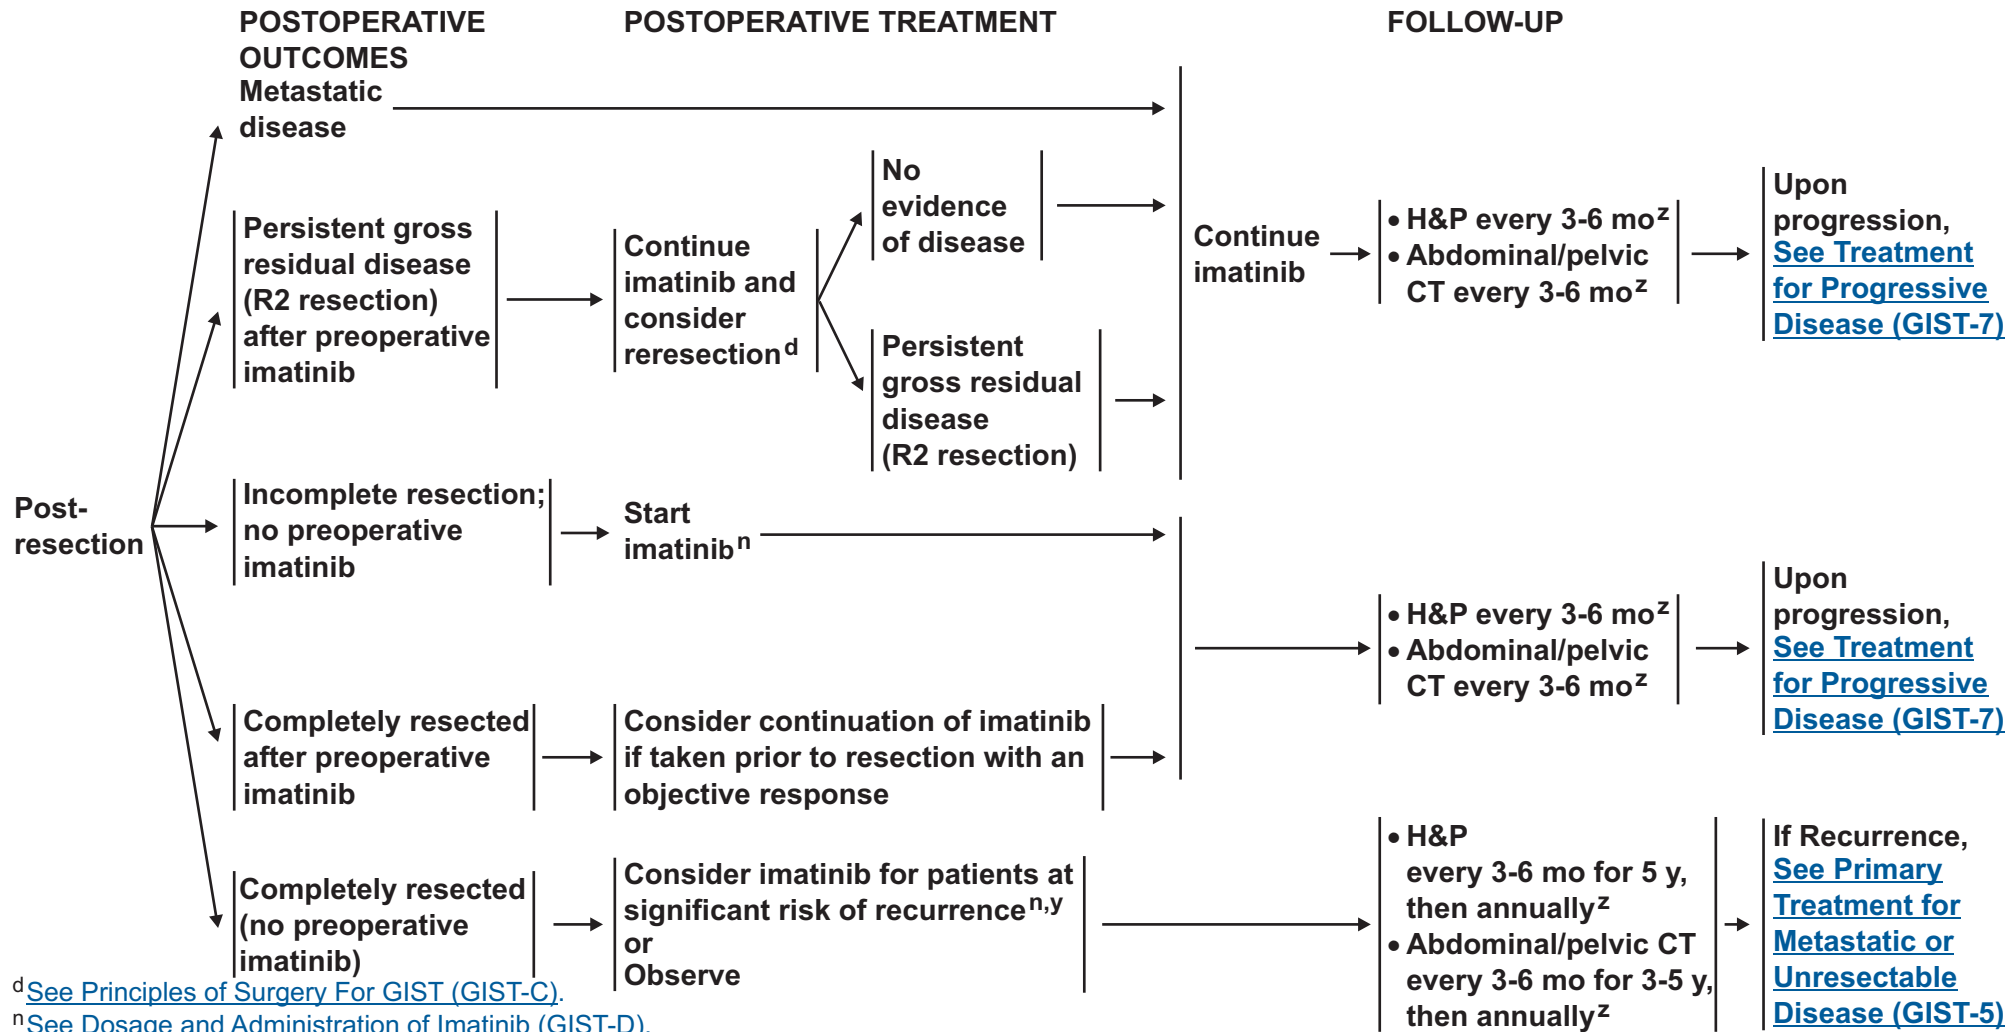 POSTOPERATIVE
OUTCOMES
POSTOPERATIVE TREATMENT
FOLLOW-UP
Metastatic
disease
Persistent gross
residual disease
(R2 resection)
after preoperative
imatinib
Continue
imatinib and
consider
reresection d
No
evidence
of disease
Persistent
gross residual
disease
(R2 resection)
Continue
imatinib
• H&P every 3-6 mo z
• Abdominal/pelvic
CT every 3-6 mo z
Upon
progression,
See Treatment
for Progressive
Disease (GIST-7)
Post-
resection
Incomplete resection;
no preoperative
imatinib
Start
imatinib n
Completely resected
after preoperative
imatinib
Consider continuation of imatinib
if taken prior to resection with an
objective response
• H&P every 3-6 mo z
• Abdominal/pelvic
CT every 3-6 mo z
Upon
progression,
See Treatment
for Progressive
Disease (GIST-7)
Completely resected
(no preoperative
imatinib)
Consider imatinib for patients at
significant risk of recurrence n,y
or
Observe
• H&P
every 3-6 mo for 5 y,
then annually z
• Abdominal/pelvic CT
every 3-6 mo for 3-5 y,
then annually z
If Recurrence,
See Primary
Treatment for
Metastatic or
Unresectable
Disease (GIST-5)
d See Principles of Surgery For GIST (GIST-C).
n See Dosage and Administration of Imatinib (GIST-D).